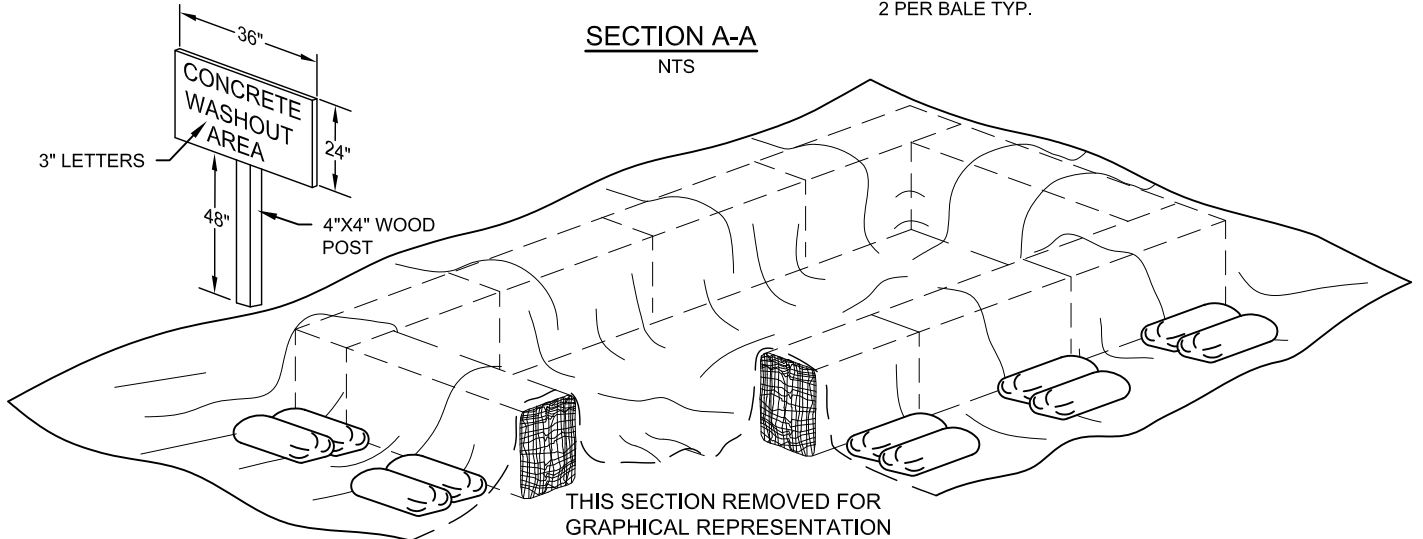 2 PER BALE TYP.
SECTION A-A
NTS
36"
CONCRETE
WASHOUT
AREA
24"
3" LETTERS
48"
4"X4" WOOD
POST
THIS SECTION REMOVED FOR
GRAPHICAL REPRESENTATION